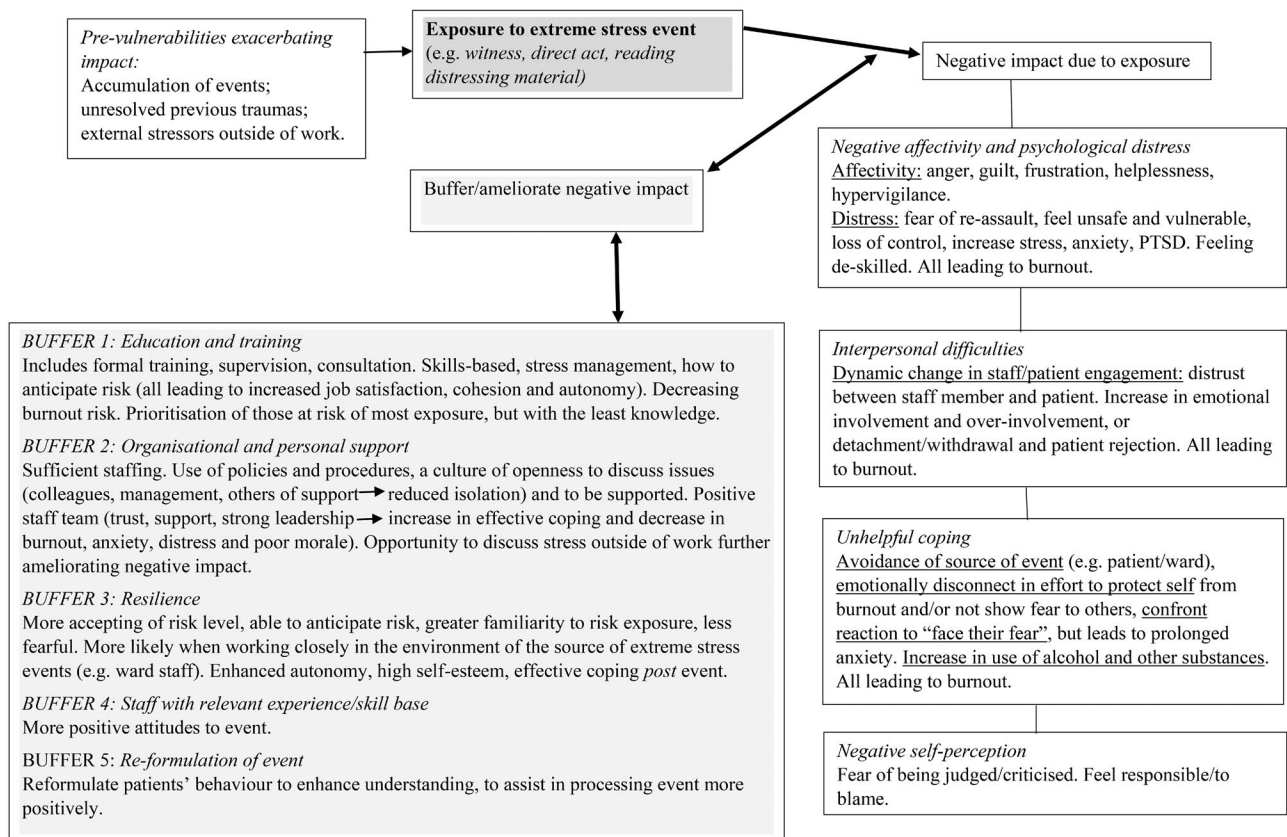 Pre-vulnerabilities exacerbating
impact:
Accumulation of events;
unresolved previous traumas;
external stressors outside of work.
Exposure to extreme stress event
(e.g. witness, direct act, reading
distressing material)
Negative impact due to exposure
Buffer/ameliorate negative impact
Negative affectivity and psychological distress
Affectivity: anger, guilt, frustration, helplessness,
hypervigilance.
Distress: fear of re-assault, feel unsafe and vulnerable,
loss of control, increase stress, anxiety, PTSD. Feeling
de-skilled. All leading to burnout.
Interpersonal difficulties
Dynamic change in staff/patient engagement: distrust
between staff member and patient. Increase in emotional
involvement and over-involvement, or
detachment/withdrawal and patient rejection. All leading
to burnout.
Unhelpful coping
Avoidance of source of event (e.g. patient/ward),
emotionally disconnect in effort to protect self from
burnout and/or not show fear to others, confront
reaction to “face their fear”, but leads to prolonged
anxiety. Increase in use of alcohol and other substances.
All leading to burnout.
Negative self-perception
Fear of being judged/criticised. Feel responsible/to
blame.
BUFFER 1: Education and training
Includes formal training, supervision, consultation. Skills-based, stress management, how to
anticipate risk (all leading to increased job satisfaction, cohesion and autonomy). Decreasing
burnout risk. Prioritisation of those at risk of most exposure, but with the least knowledge.
BUFFER 2: Organisational and personal support
Sufficient staffing. Use of policies and procedures, a culture of openness to discuss issues
(colleagues, management, others of support → reduced isolation) and to be supported. Positive
staff team (trust, support, strong leadership → increase in effective coping and decrease in
burnout, anxiety, distress and poor morale). Opportunity to discuss stress outside of work further
ameliorating negative impact.
BUFFER 3: Resilience
More accepting of risk level, able to anticipate risk, greater familiarity to risk exposure, less
fearful. More likely when working closely in the environment of the source of extreme stress
events (e.g. ward staff). Enhanced autonomy, high self-esteem, effective coping post event.
BUFFER 4: Staff with relevant experience/skill base
More positive attitudes to event.
BUFFER 5: Re-formulation of event
Reformulate patients’ behaviour to enhance understanding, to assist in processing event more
positively.